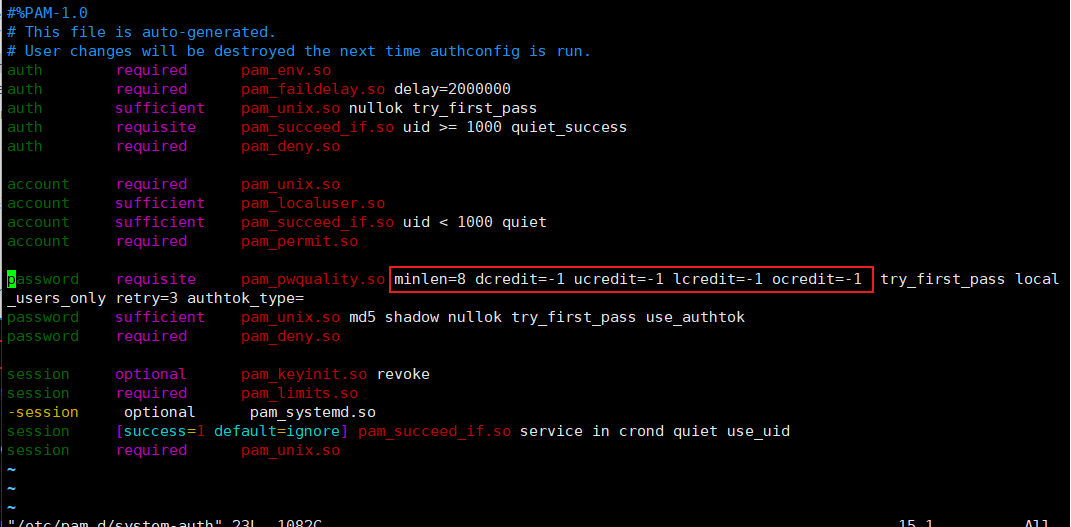 #%PAM-1.0
# This file is auto-generated.
# User changes will be destroyed the next time authconfig is run.
auth required pam_env.so
auth required pam_faildelay.so delay=2000000
auth sufficient pam_unix.so nullok try_first_pass
auth requisite pam_succeed_if.so uid >= 1000 quiet_success
auth required pam_deny.so
account required pam_unix.so
account sufficient pam_localuser.so
account sufficient pam_succeed_if.so uid < 1000 quiet
account required pam_permit.so
password requisite pam_pwquality.so minlen=8 dcredit=-1 ucredit=-1 lcredit=-1 ocredit=-1 try_first_pass local
_users_only retry=3 authtok_type=
password sufficient pam_unix.so md5 shadow nullok try_first_pass use_authtok
password required pam_deny.so
session optional pam_keyinit.so revoke
session required pam_limits.so
-session optional pam_systemd.so
session [success=1 default=ignore] pam_succeed_if.so service in crond quiet use_uid
session required pam_unix.so
~
~
~
"/etc/pam.d/system-auth" 23L, 1082C 15,1 All